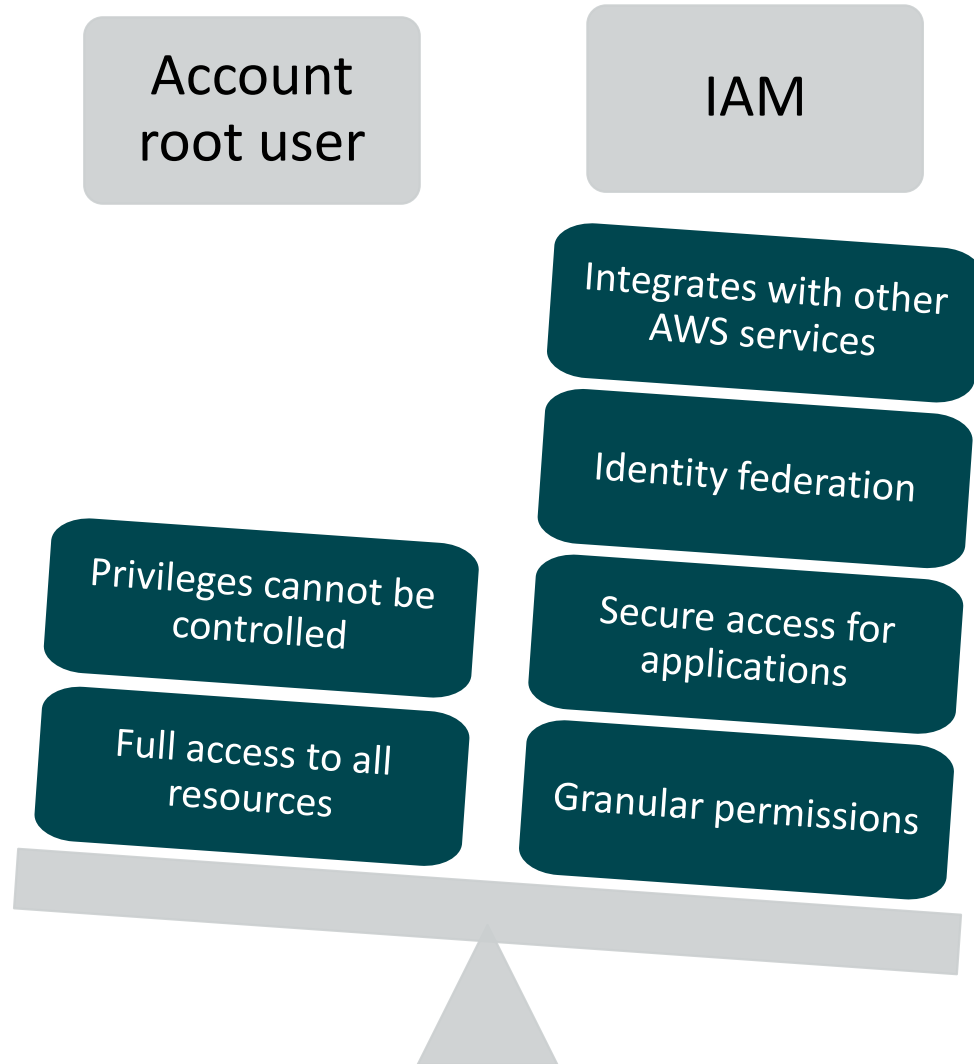 Account
root user
IAM
Integrates with other
AWS services
Identity federation
Privileges cannot be
controlled
Secure access for
applications
Full access to all
resources
Granular permissions